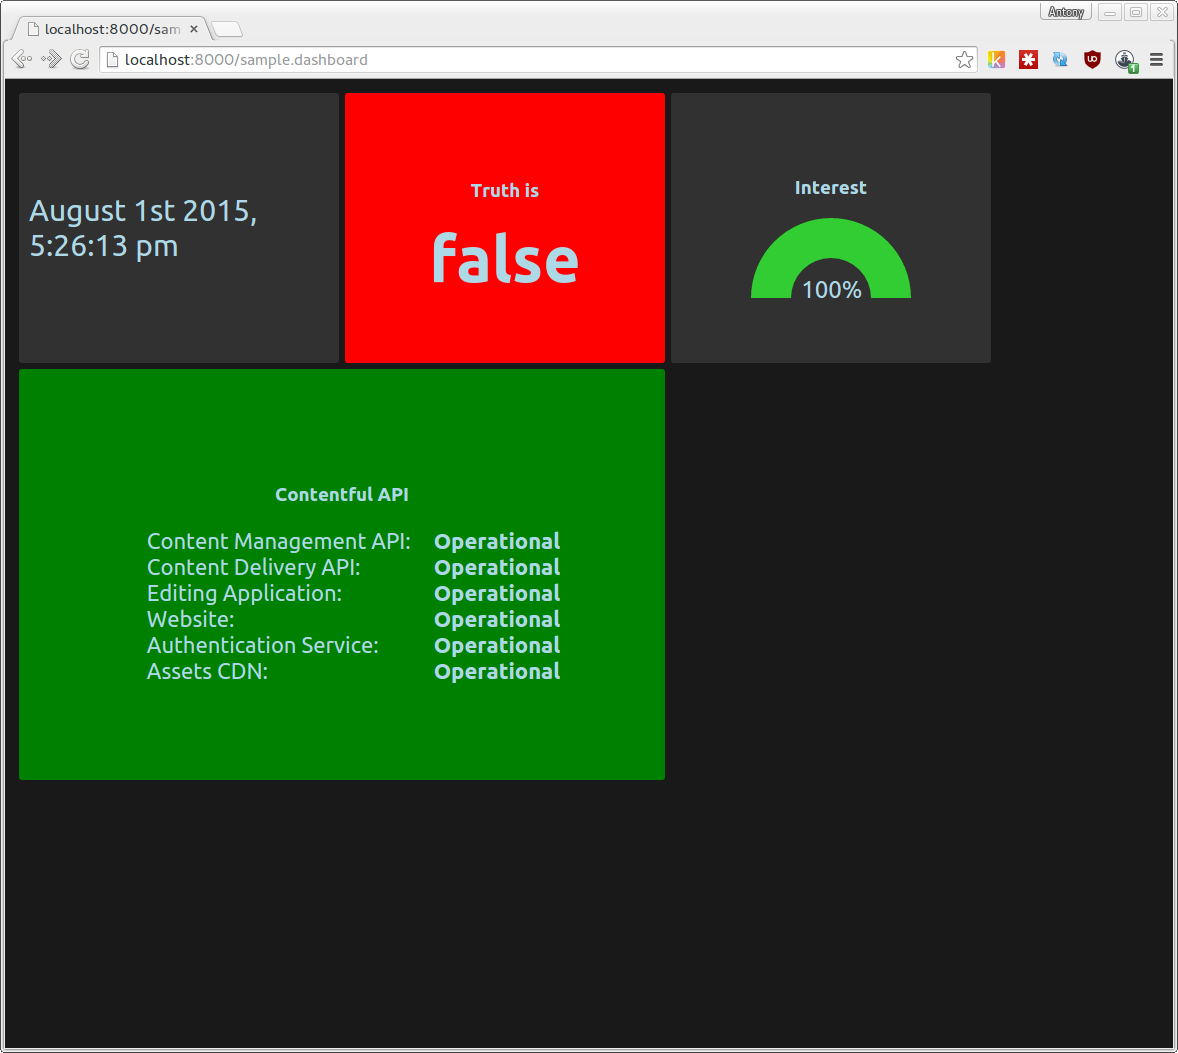 Antony
localhost:8000/sam
localhost:8000/sample.dashboard
August 1st 2015,
5:26:13 pm
Truth is
false
Interest
100%
Contentful API
Content Management API: Operational
Content Delivery API: Operational
Editing Application: Operational
Website: Operational
Authentication Service: Operational
Assets CDN: Operational